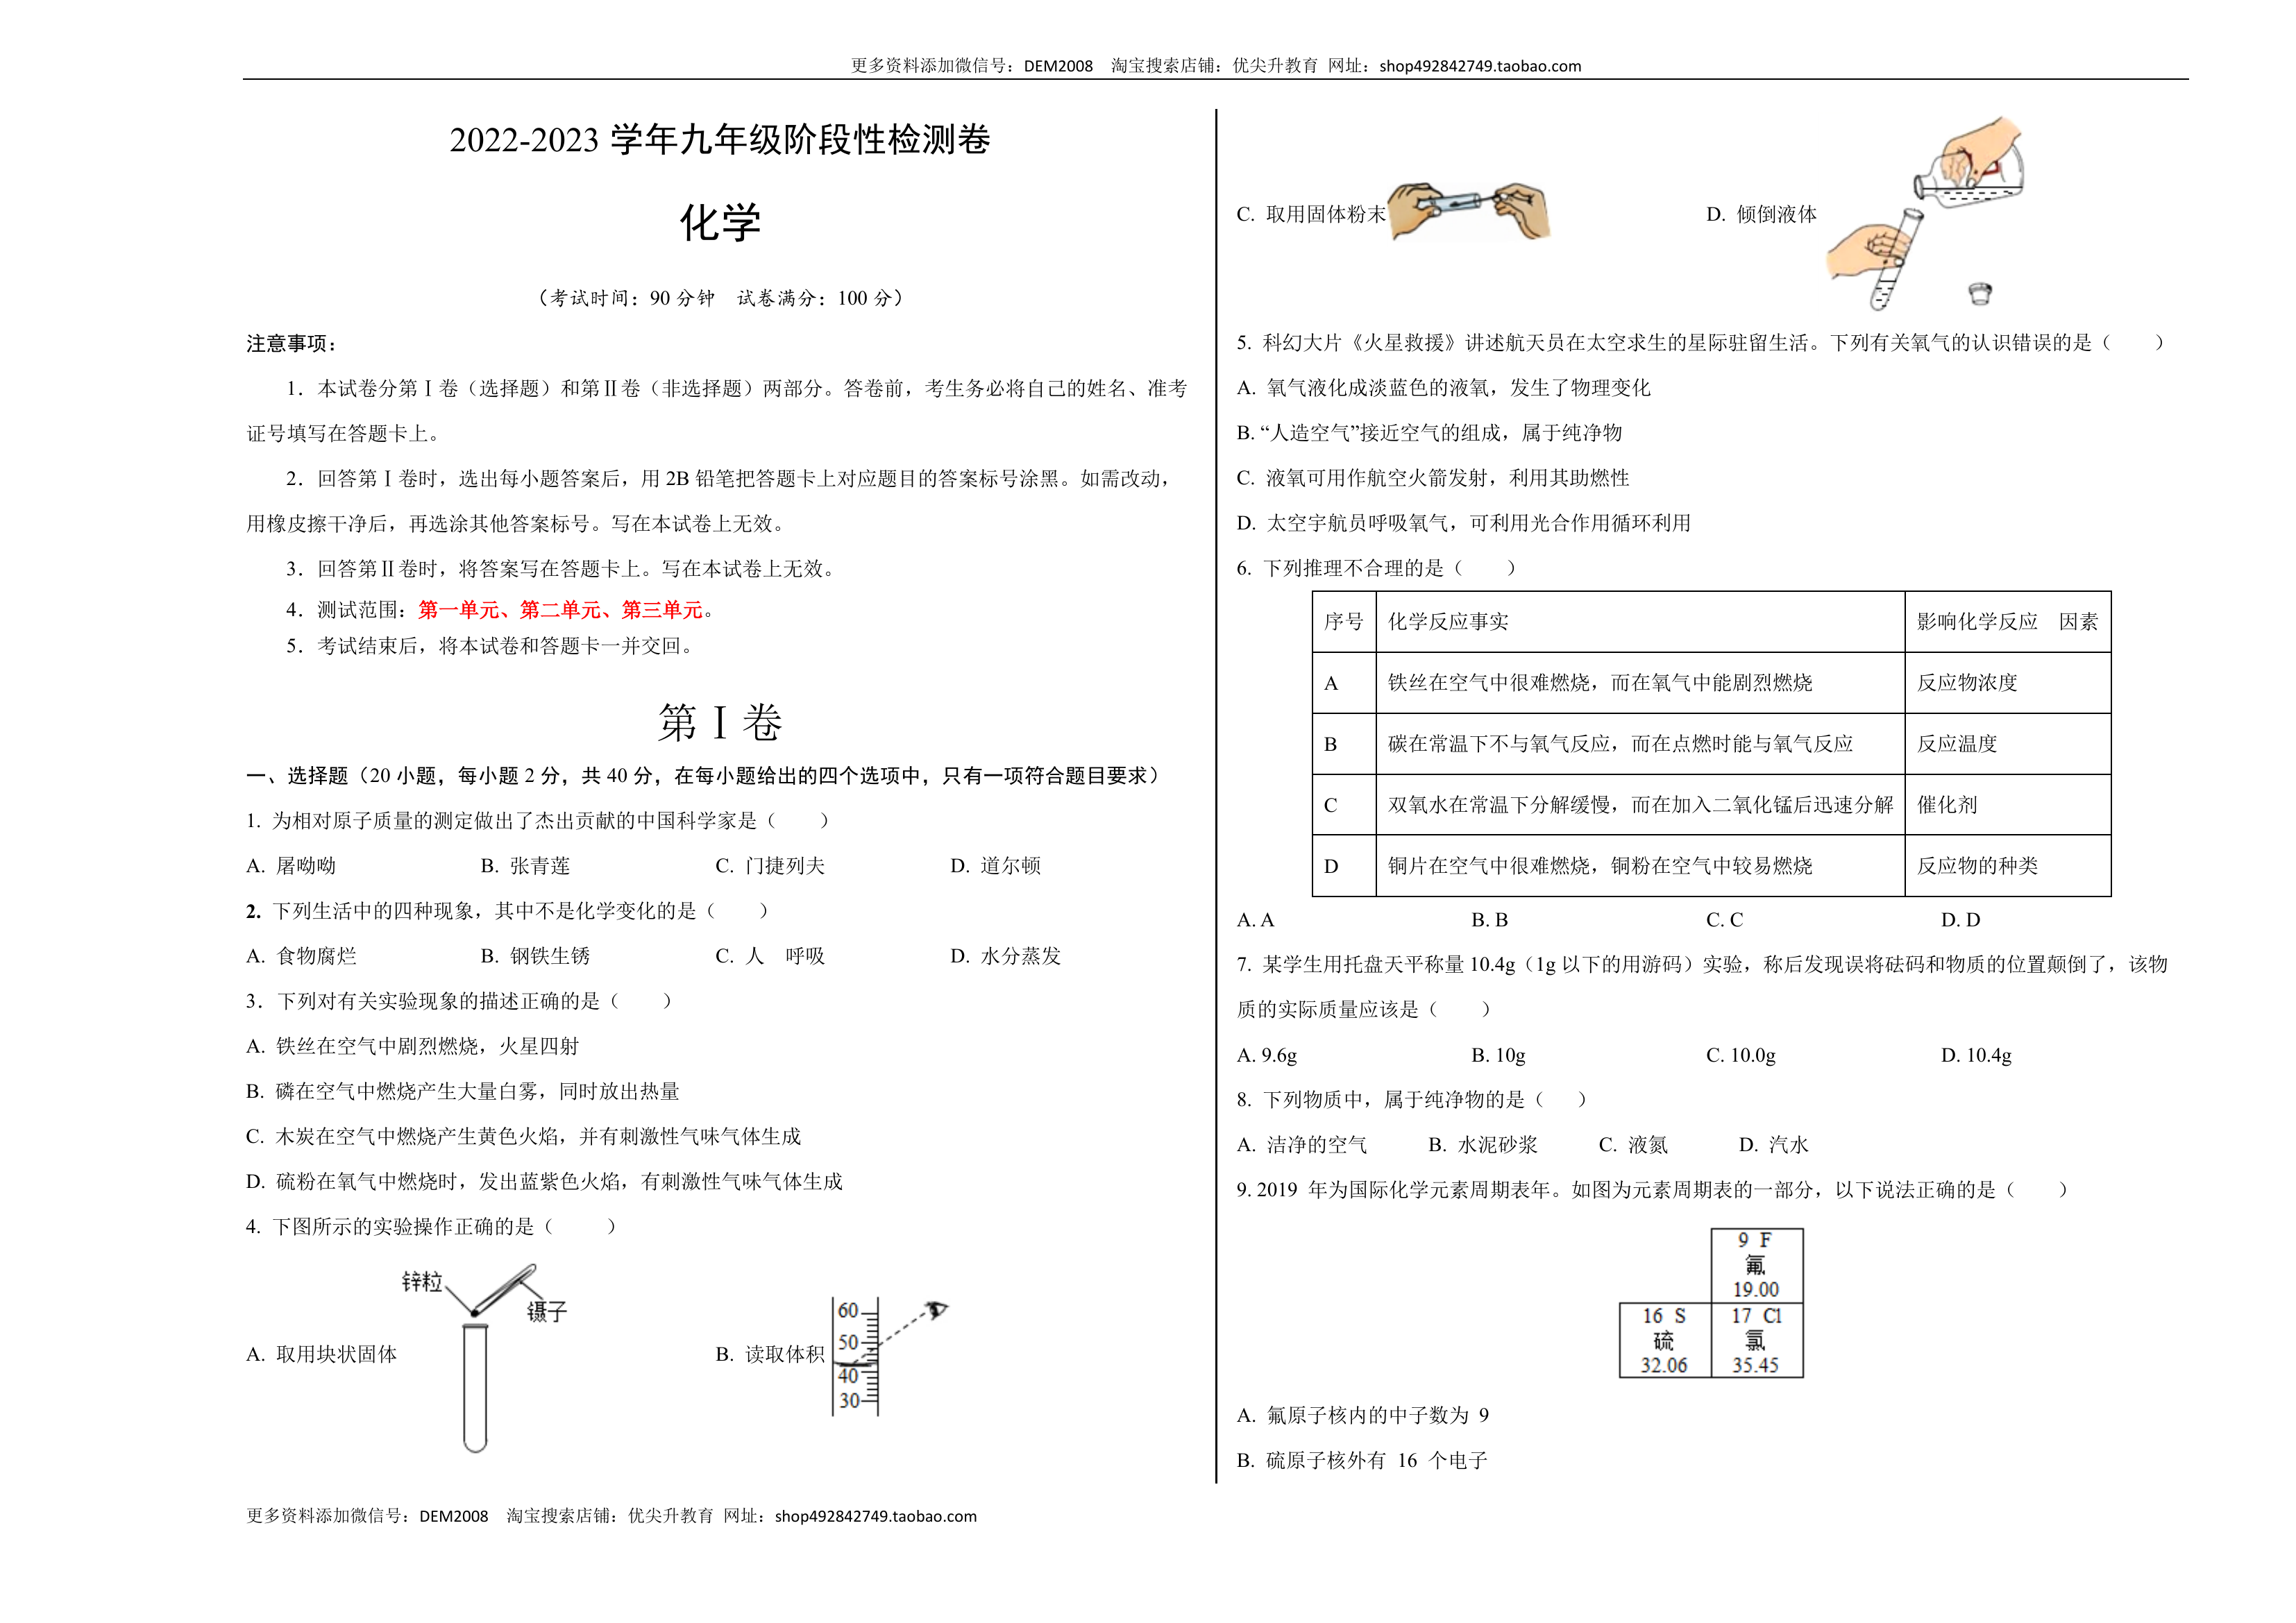 更多资料添加微信号：DEM2008 淘宝搜索店铺：优尖升教育 网址：shop492842749.taobao.com
2022-2023 学年九年级阶段性检测卷
化学
（考试时间：90 分钟 试卷满分：100 分）
注意事项：
1．本试卷分第Ⅰ卷（选择题）和第Ⅱ卷（非选择题）两部分。答卷前，考生务必将自己的姓名、准考
证号填写在答题卡上。
2．回答第Ⅰ卷时，选出每小题答案后，用 2B 铅笔把答题卡上对应题目的答案标号涂黑。如需改动，
用橡皮擦干净后，再选涂其他答案标号。写在本试卷上无效。
3．回答第Ⅱ卷时，将答案写在答题卡上。写在本试卷上无效。
4．测试范围：第一单元、第二单元、第三单元。
5．考试结束后，将本试卷和答题卡一并交回。
第Ⅰ卷
一、选择题（20 小题，每小题 2 分，共 40 分，在每小题给出的四个选项中，只有一项符合题目要求）
1. 为相对原子质量的测定做出了杰出贡献的中国科学家是（ ）
A. 屠呦呦 B. 张青莲 C. 门捷列夫 D. 道尔顿
2. 下列生活中的四种现象，其中不是化学变化的是（ ）
A. 食物腐烂 B. 钢铁生锈 C. 人 呼吸 D. 水分蒸发
3．下列对有关实验现象的描述正确的是（ ）
A. 铁丝在空气中剧烈燃烧，火星四射
B. 磷在空气中燃烧产生大量白雾，同时放出热量
C. 木炭在空气中燃烧产生黄色火焰，并有刺激性气味气体生成
D. 硫粉在氧气中燃烧时，发出蓝紫色火焰，有刺激性气味气体生成
4. 下图所示的实验操作正确的是（ ）
锌粒
镊子
A. 取用块状固体
B. 读取体积
60
50
40
30
C. 取用固体粉末
D. 倾倒液体
5. 科幻大片《火星救援》讲述航天员在太空求生的星际驻留生活。下列有关氧气的认识错误的是（ ）
A. 氧气液化成淡蓝色的液氧，发生了物理变化
B. “人造空气”接近空气的组成，属于纯净物
C. 液氧可用作航空火箭发射，利用其助燃性
D. 太空宇航员呼吸氧气，可利用光合作用循环利用
6. 下列推理不合理的是（ ）
序号 化学反应事实 影响化学反应 因素
A 铁丝在空气中很难燃烧，而在氧气中能剧烈燃烧 反应物浓度
B 碳在常温下不与氧气反应，而在点燃时能与氧气反应 反应温度
C 双氧水在常温下分解缓慢，而在加入二氧化锰后迅速分解 催化剂
D 铜片在空气中很难燃烧，铜粉在空气中较易燃烧 反应物的种类
A. A B. B C. C D. D
7. 某学生用托盘天平称量 10.4g（1g 以下的用游码）实验，称后发现误将砝码和物质的位置颠倒了，该物
质的实际质量应该是（ ）
A. 9.6g B. 10g C. 10.0g D. 10.4g
8. 下列物质中，属于纯净物的是（ ）
A. 洁净的空气 B. 水泥砂浆 C. 液氮 D. 汽水
9. 2019 年为国际化学元素周期表年。如图为元素周期表的一部分，以下说法正确的是（ ）
9 F
氟
19.00
16 S 17 Cl
硫 氯
32.06 35.45
A. 氟原子核内的中子数为 9
B. 硫原子核外有 16 个电子
更多资料添加微信号：DEM2008 淘宝搜索店铺：优尖升教育 网址：shop492842749.taobao.com